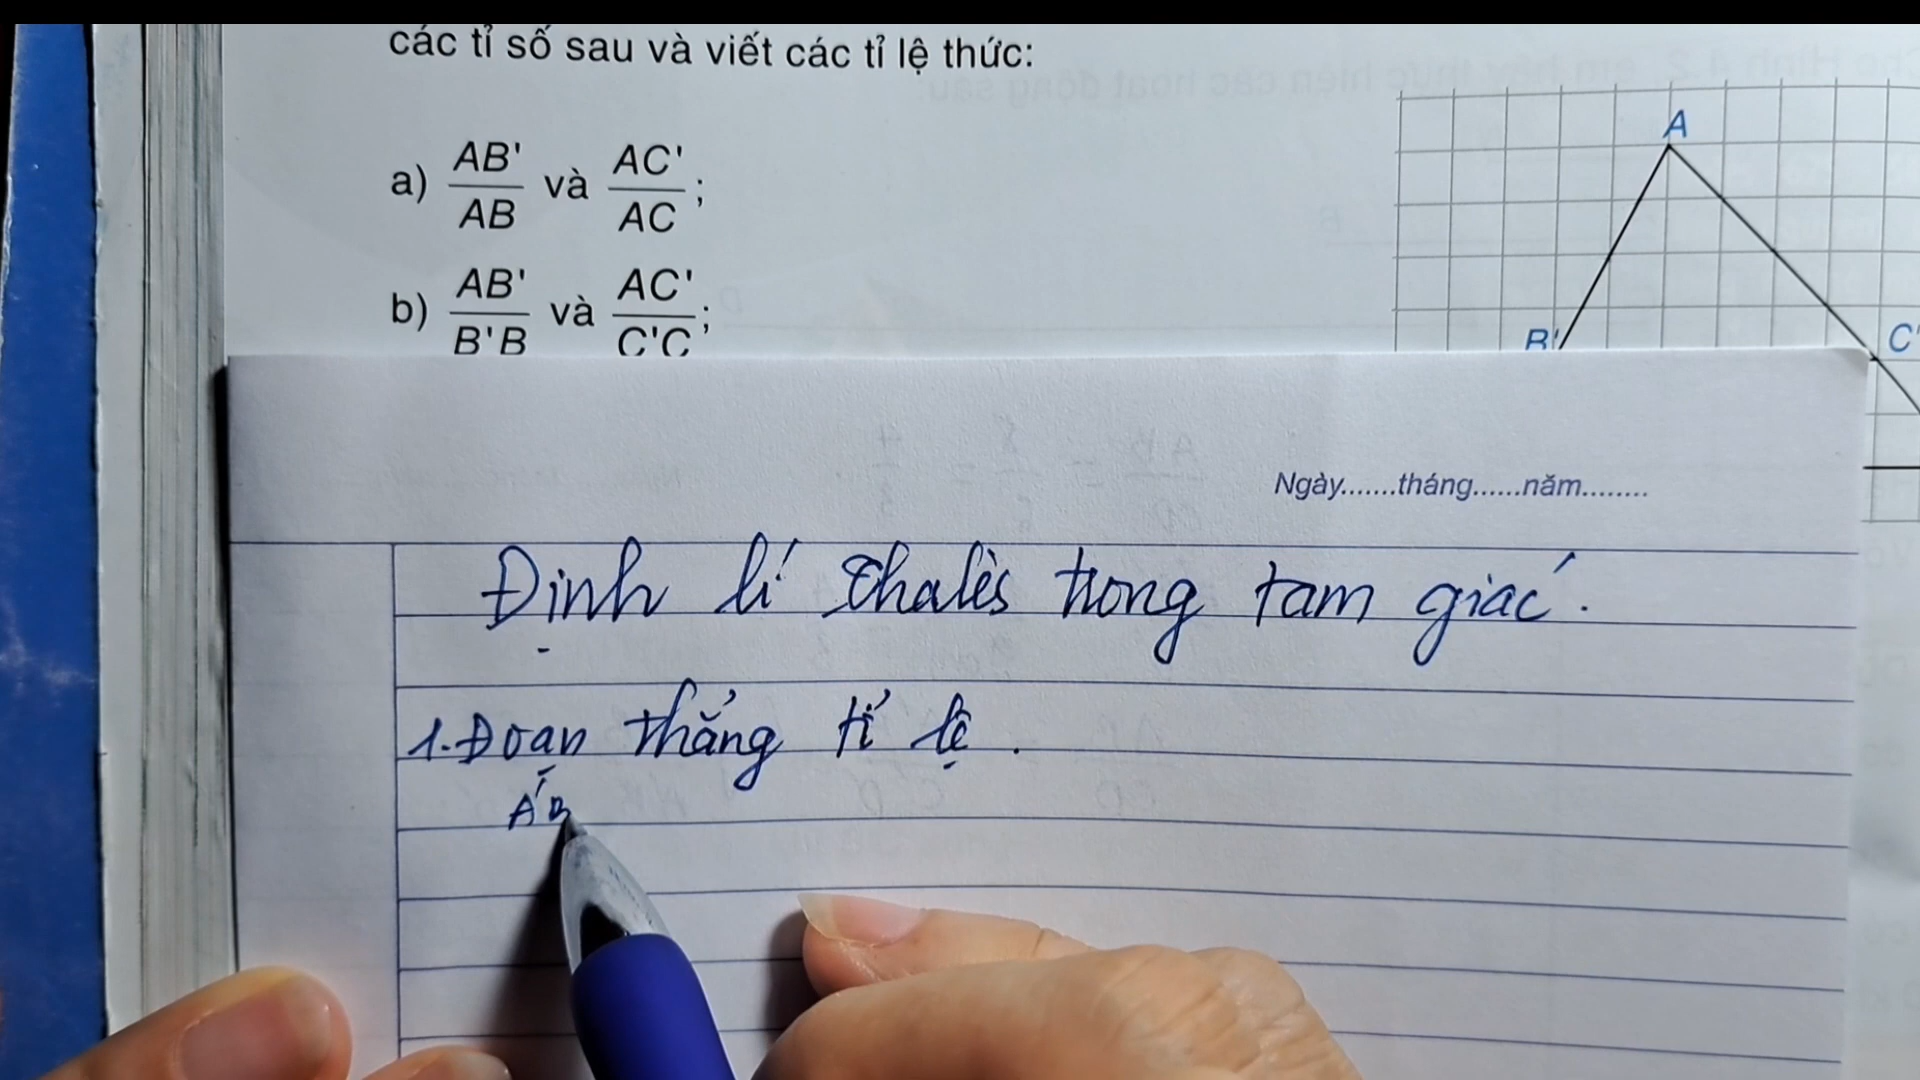 các tỉ số sau và viết các tỉ lệ thức:
A
a) AB'/AB và AC'/AC;
b) AB'/B'B và AC'/C'C;
B' C'
Ngày.......tháng......năm........
Định lí Thalès trong tam giác.
1. Đoạn thẳng tỉ lệ.
A'B